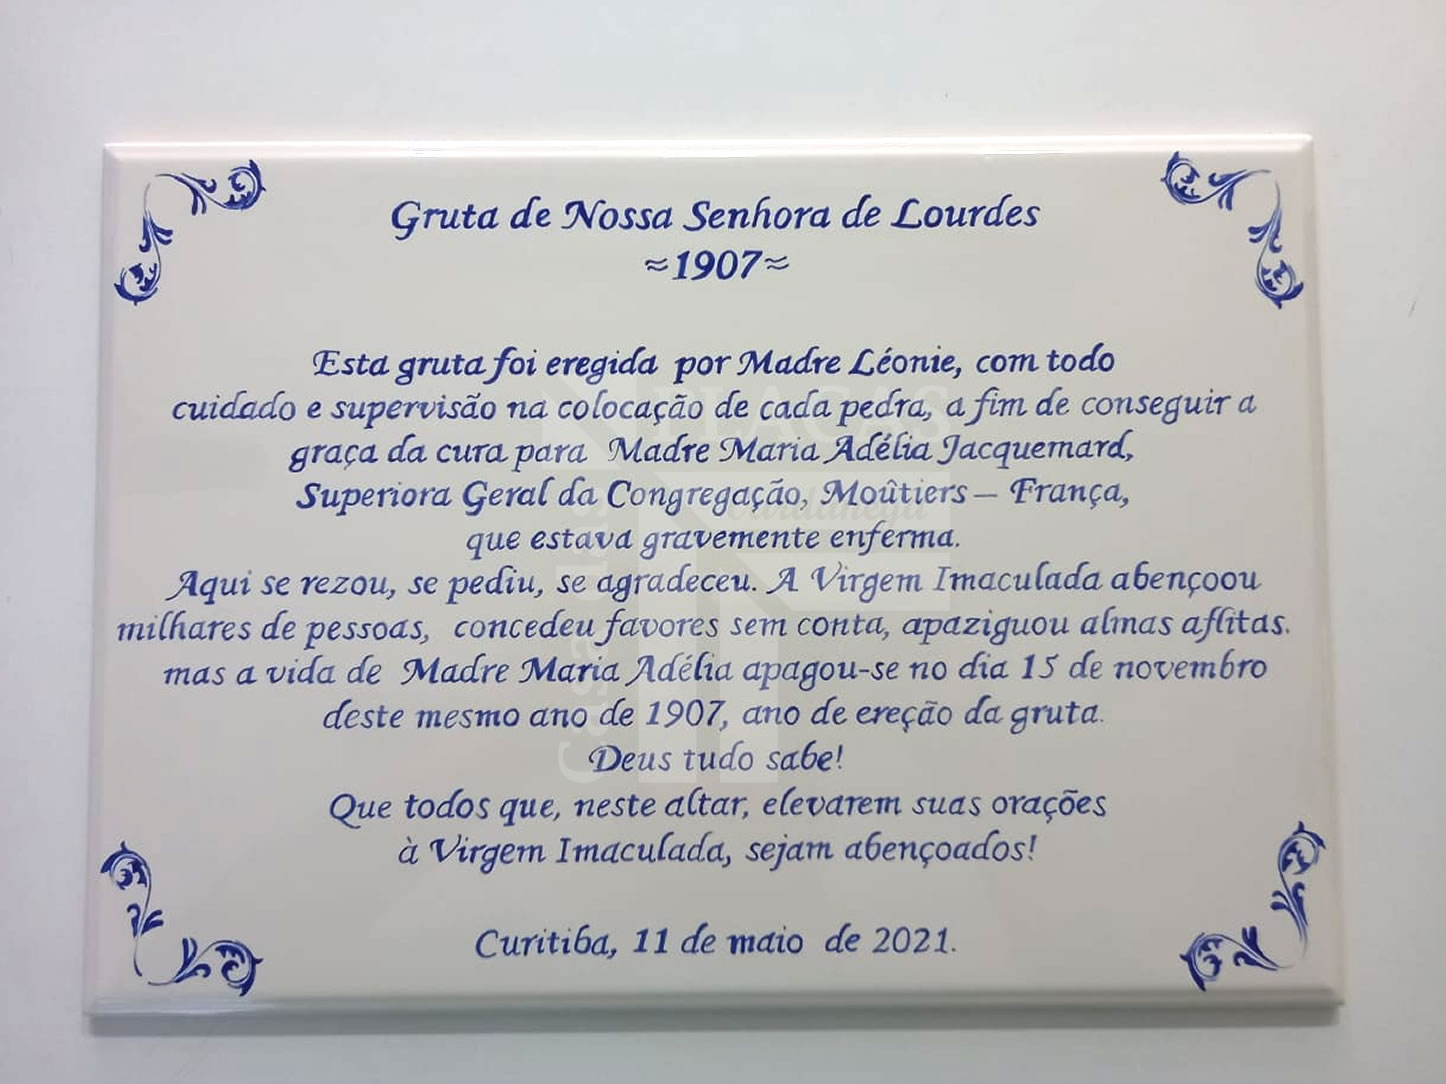 Gruta de Nossa Senhora de Lourdes
≈1907≈
Esta gruta foi eregida por Madre Léonie, com todo
cuidado e supervisão na colocação de cada pedra, a fim de conseguir a
graça da cura para Madre Maria Adélia Jacquemard,
Superiora Geral da Congregação, Moûtiers – França,
que estava gravemente enferma.
Aqui se rezou, se pediu, se agradeceu. A Virgem Imaculada abençoou
milhares de pessoas, concedeu favores sem conta, apaziguou almas aflitas.
mas a vida de Madre Maria Adélia apagou-se no dia 15 de novembro
deste mesmo ano de 1907, ano de ereção da gruta.
Deus tudo sabe!
Que todos que, neste altar, elevarem suas orações
à Virgem Imaculada, sejam abençoados!
Curitiba, 11 de maio de 2021.
Casa das
PLACAS